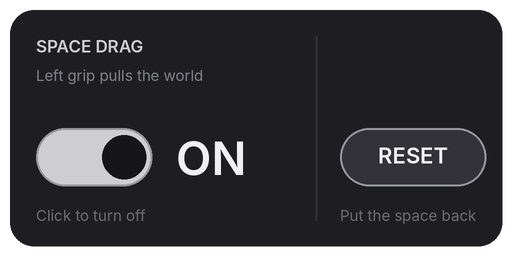 SPACE DRAG
Left grip pulls the world
ON
Click to turn off
RESET
Put the space back